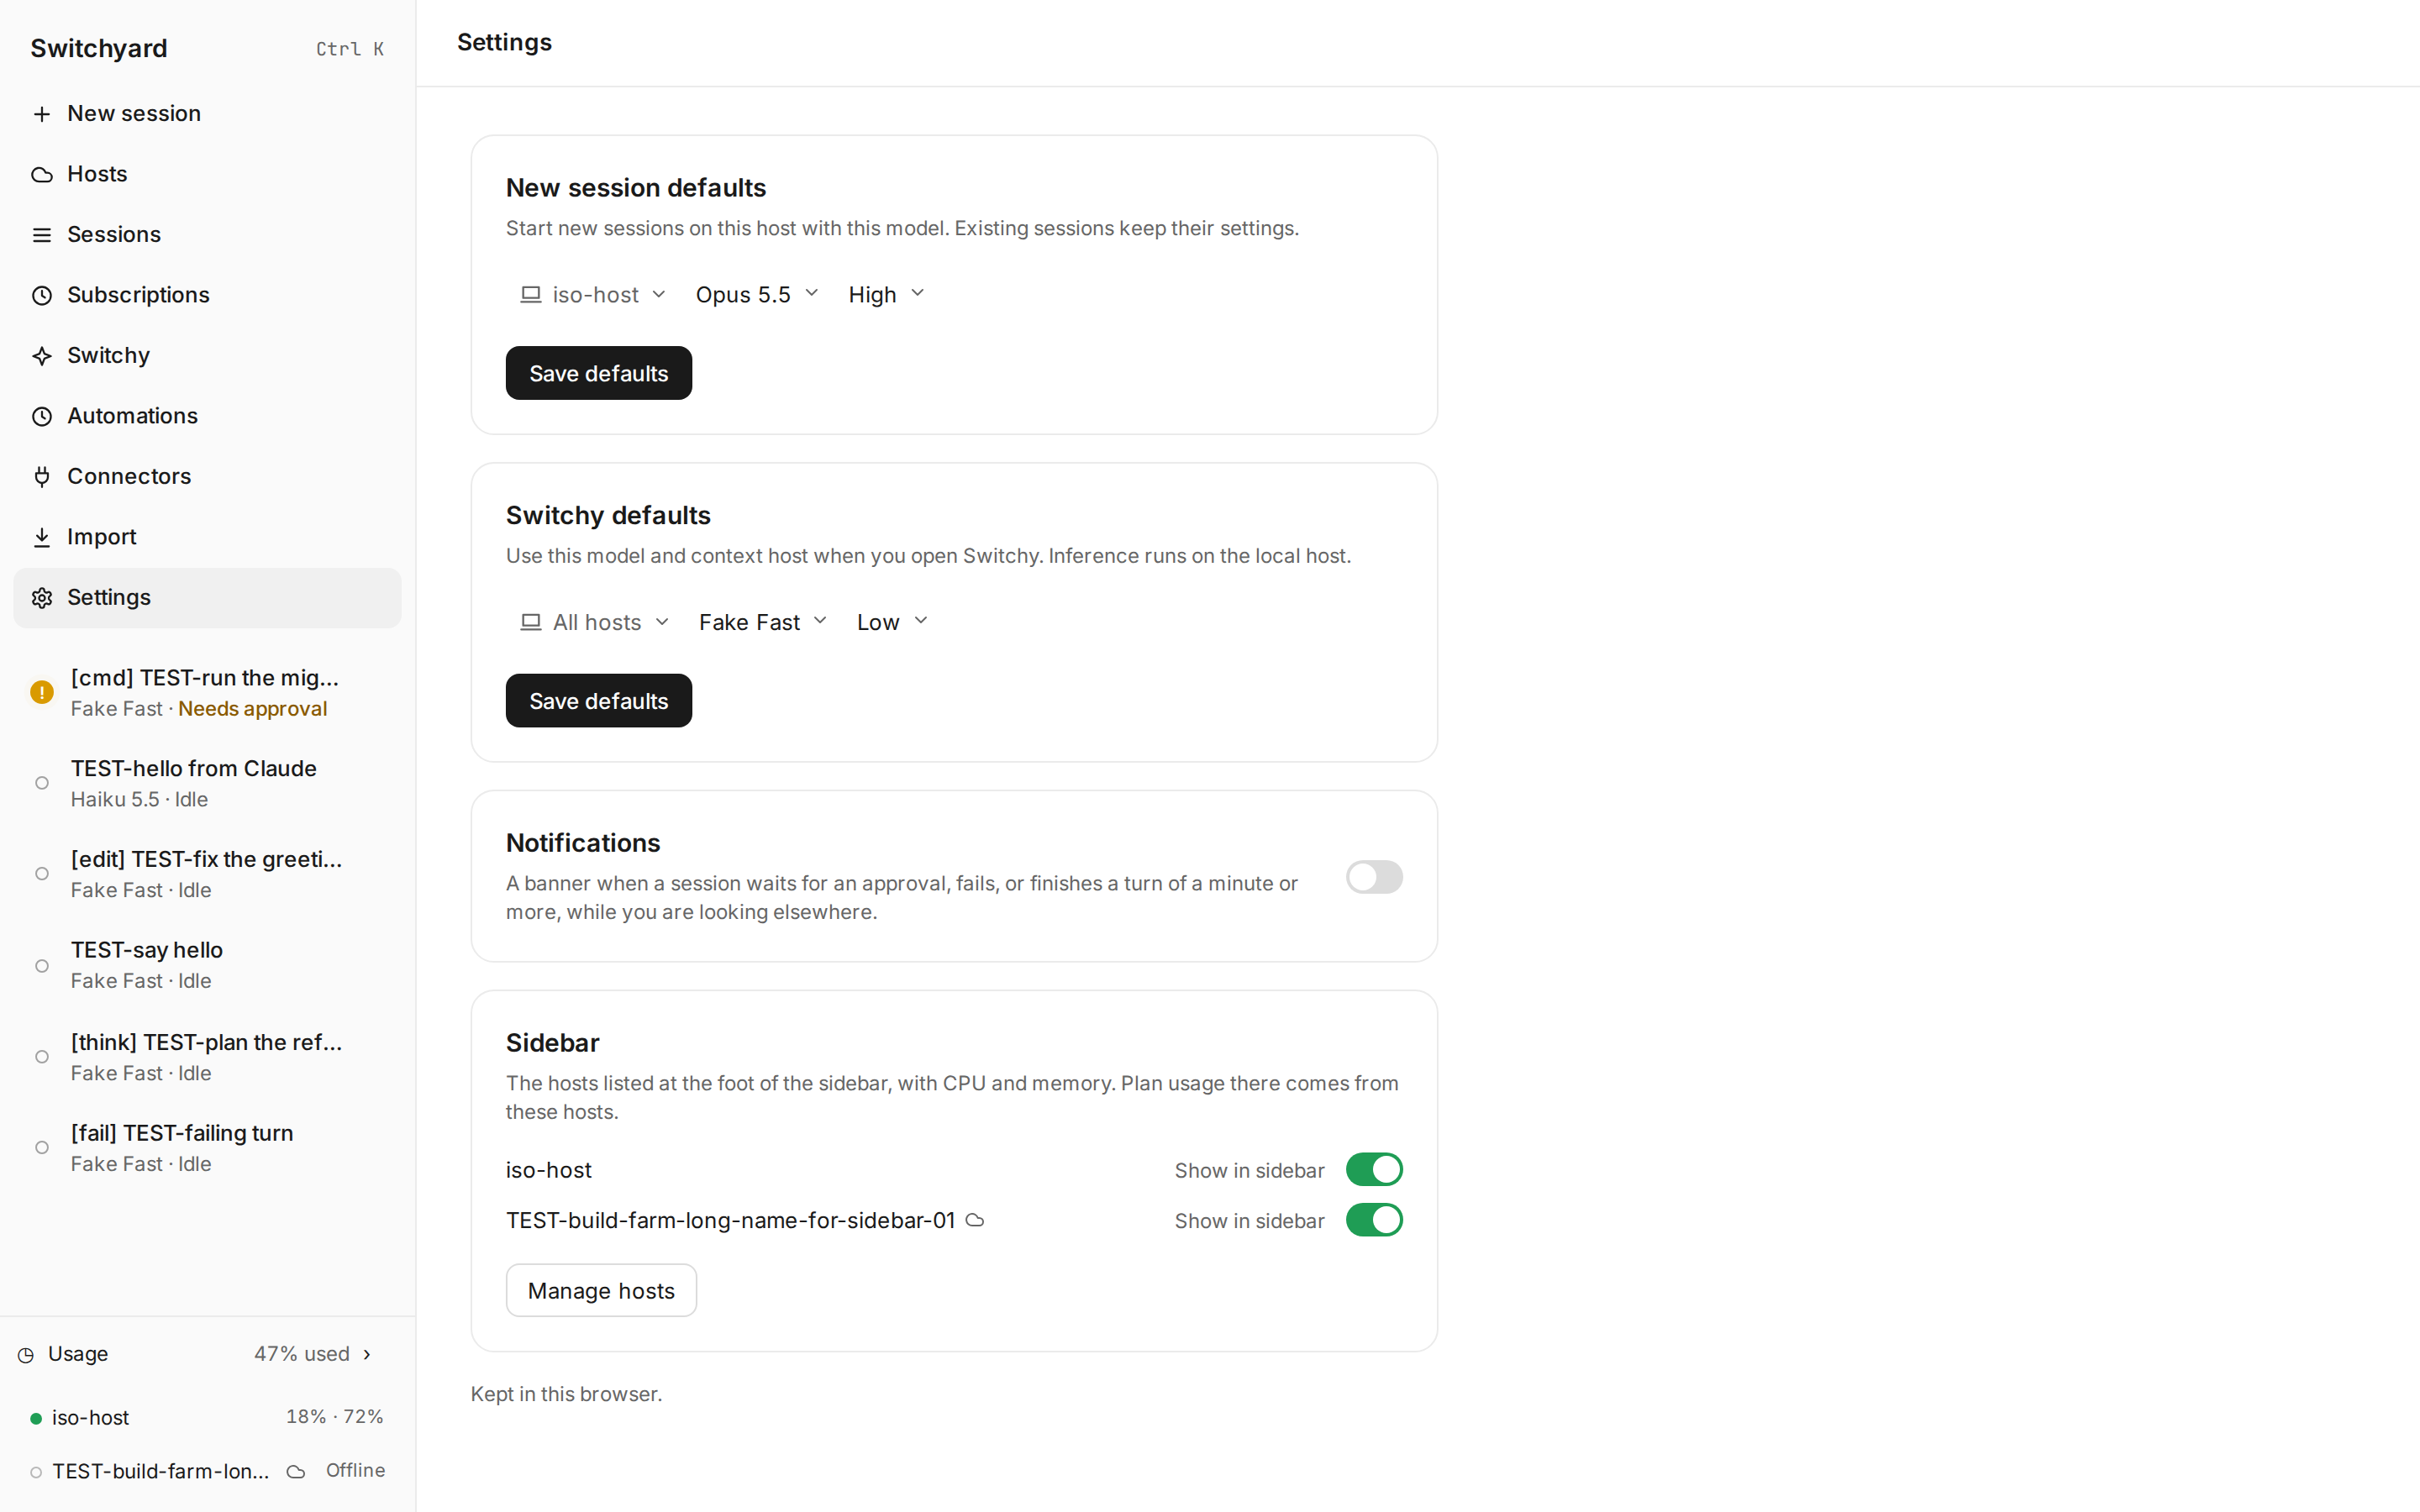 Switchyard
Ctrl K
New session
Hosts
Sessions
Subscriptions
Switchy
Automations
Connectors
Import
Settings
[cmd] TEST-run the mig...
Fake Fast · Needs approval
TEST-hello from Claude
Haiku 5.5 · Idle
[edit] TEST-fix the greeti...
Fake Fast · Idle
TEST-say hello
Fake Fast · Idle
[think] TEST-plan the ref...
Fake Fast · Idle
[fail] TEST-failing turn
Fake Fast · Idle
Usage
47% used
iso-host
18% · 72%
TEST-build-farm-lon...
Offline
Settings
New session defaults
Start new sessions on this host with this model. Existing sessions keep their settings.
iso-host
Opus 5.5
High
Save defaults
Switchy defaults
Use this model and context host when you open Switchy. Inference runs on the local host.
All hosts
Fake Fast
Low
Save defaults
Notifications
A banner when a session waits for an approval, fails, or finishes a turn of a minute or
more, while you are looking elsewhere.
Sidebar
The hosts listed at the foot of the sidebar, with CPU and memory. Plan usage there comes from
these hosts.
iso-host
Show in sidebar
TEST-build-farm-long-name-for-sidebar-01
Show in sidebar
Manage hosts
Kept in this browser.